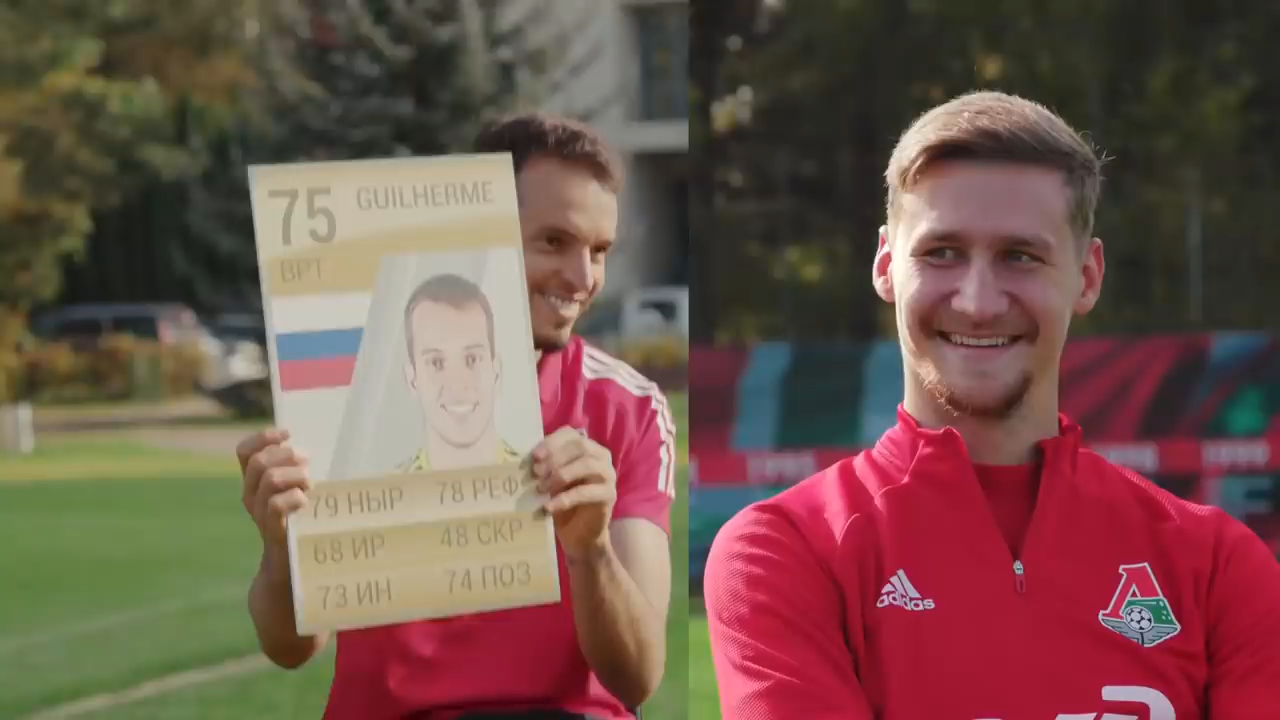 75 GUILHERME
ВРТ
79 НЫР 78 РЕФ
68 ИР 48 СКР
73 ИН 74 ПОЗ
adidas